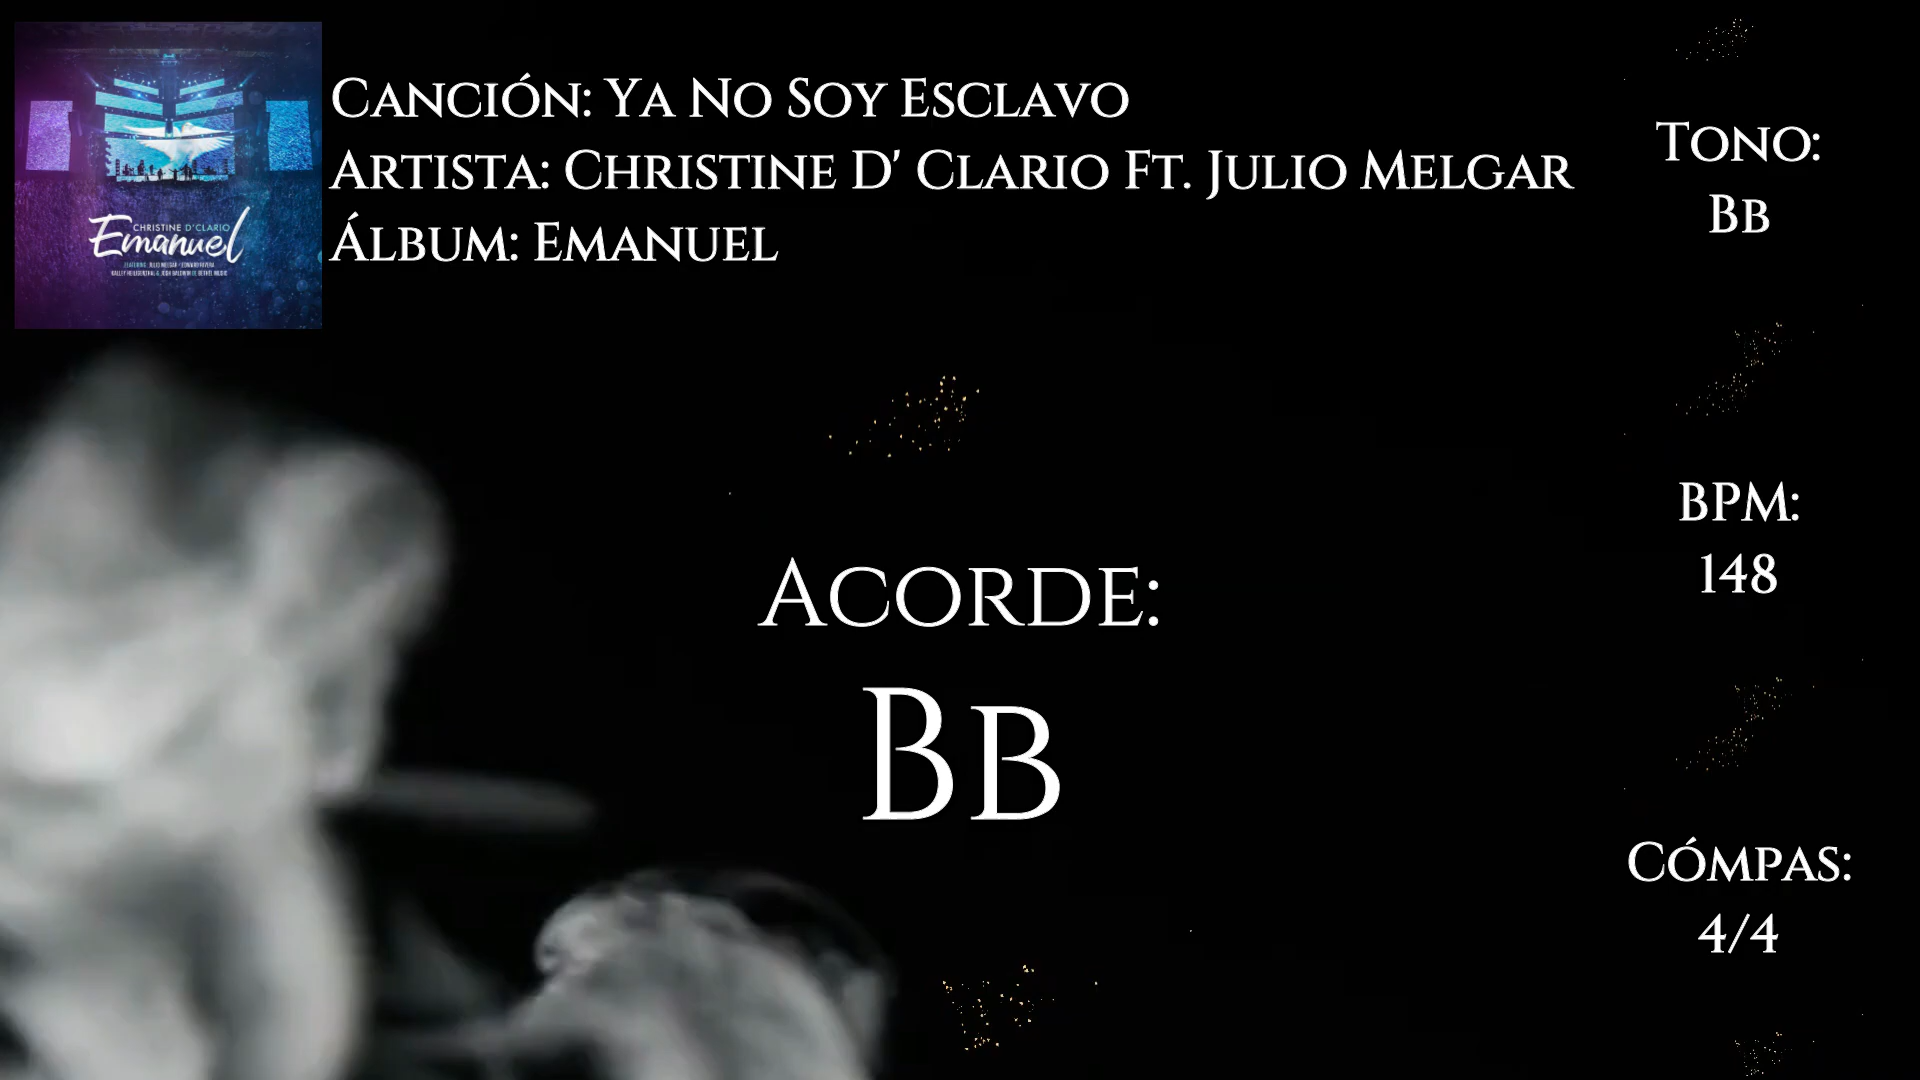 Canción: Ya No Soy Esclavo
Artista: Christine D' Clario Ft. Julio Melgar
Álbum: Emanuel
CHRISTINE D'CLARIO
Emanuel
Tono:
Bb
BPM:
148
Acorde:
Bb
Cómpas:
4/4